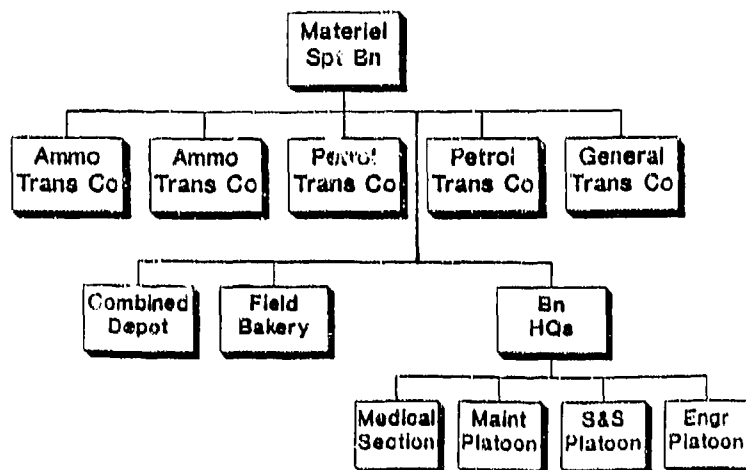 Materiel
Spt Bn
Ammo
Trans Co
Ammo
Trans Co
Petrol
Trans Co
Petrol
Trans Co
General
Trans Co
Combined
Depot
Field
Bakery
Bn
HQs
Medical
Section
Maint
Platoon
S&S
Platoon
Engr
Platoon